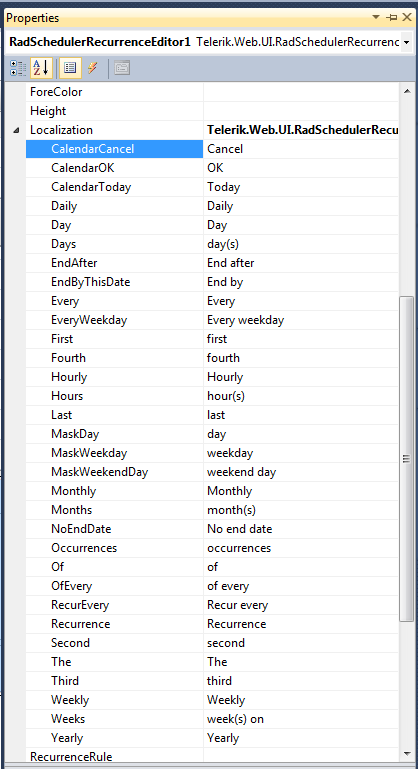 Properties
RadSchedulerRecurrenceEditor1 Telerik.Web.UI.RadSchedulerRecurrenc
ForeColor
Height
Localization Telerik.Web.UI.RadSchedulerRecu
CalendarCancel Cancel
CalendarOK OK
CalendarToday Today
Daily Daily
Day Day
Days day(s)
EndAfter End after
EndByThisDate End by
Every Every
EveryWeekday Every weekday
First first
Fourth fourth
Hourly Hourly
Hours hour(s)
Last last
MaskDay day
MaskWeekday weekday
MaskWeekendDay weekend day
Monthly Monthly
Months month(s)
NoEndDate No end date
Occurrences occurrences
Of of
OfEvery of every
RecurEvery Recur every
Recurrence Recurrence
Second second
The The
Third third
Weekly Weekly
Weeks week(s) on
Yearly Yearly
RecurrenceRule